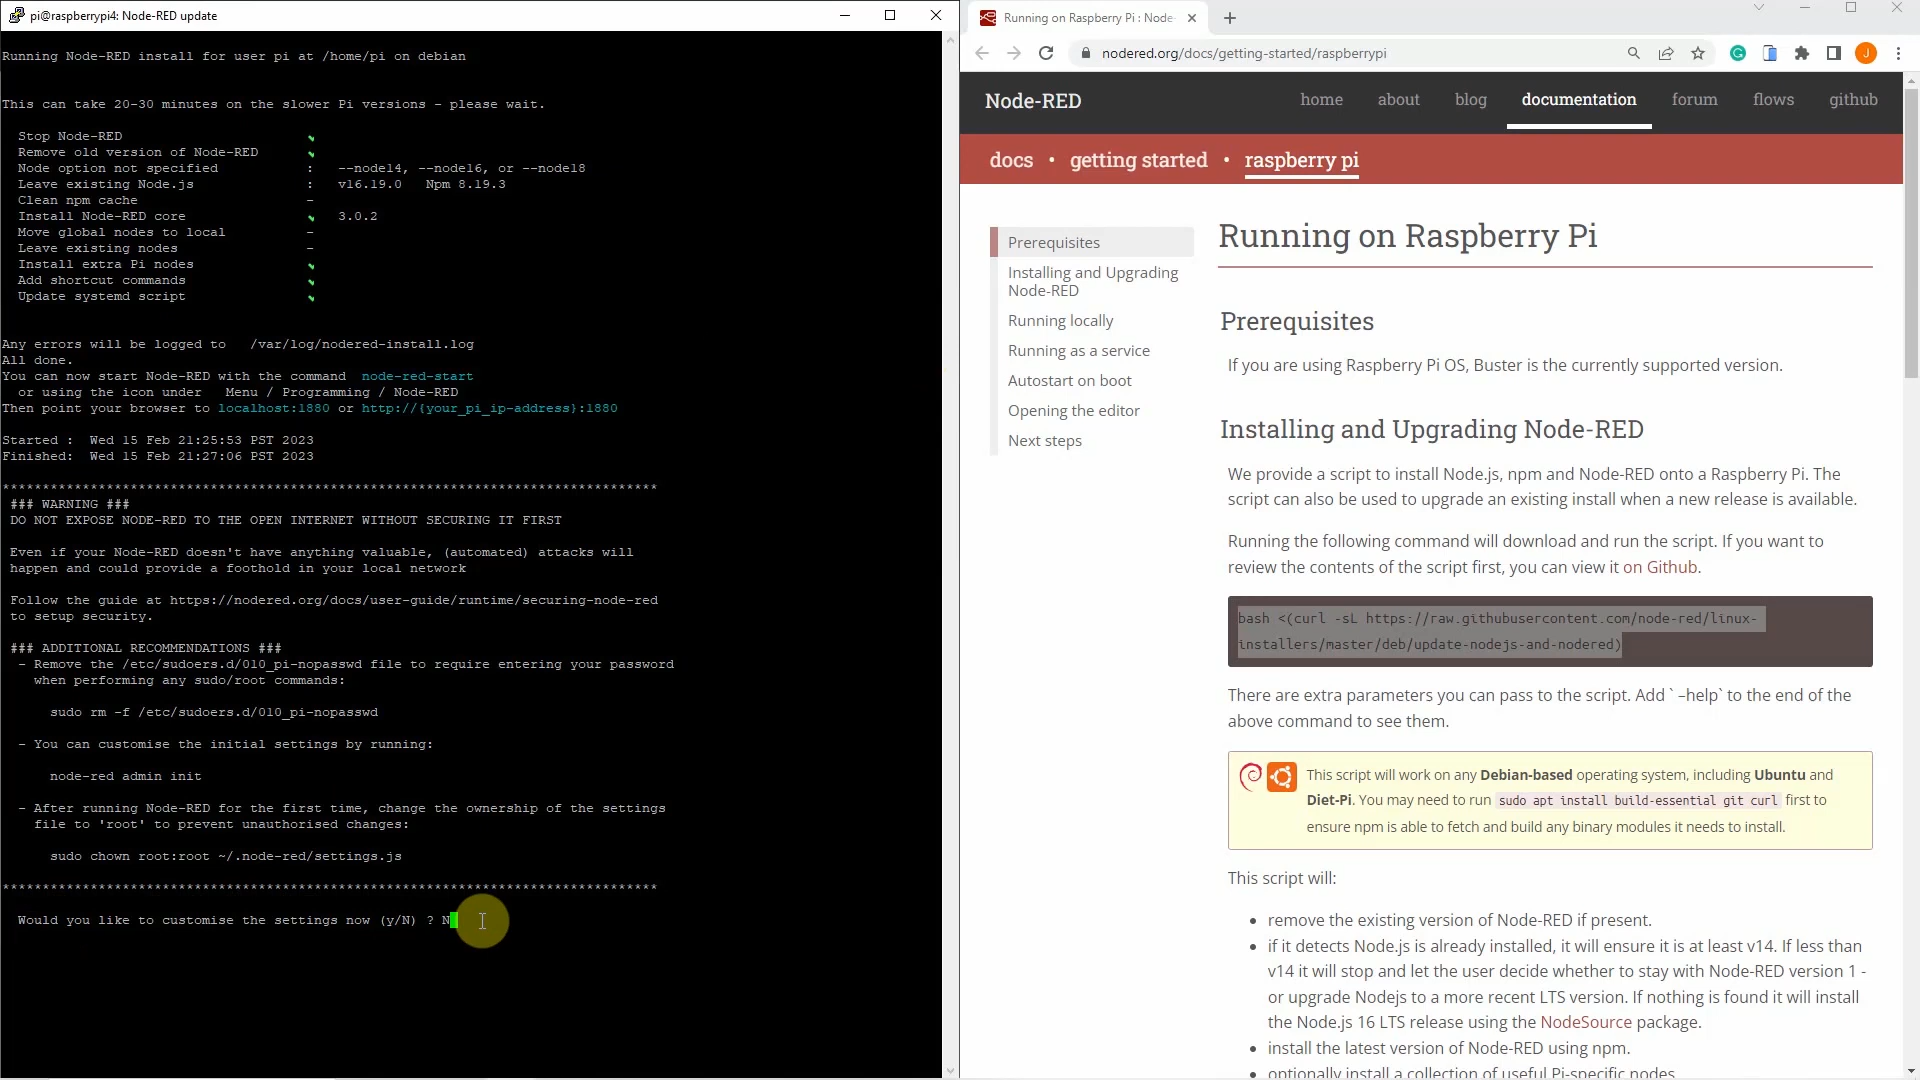 pi@raspberrypi4: Node-RED update
Running Node-RED install for user pi at /home/pi on debian
This can take 20-30 minutes on the slower Pi versions - please wait.
Stop Node-RED ✔
Remove old version of Node-RED ✔
Node option not specified : --node14, --node16, or --node18
Leave existing Node.js : v16.19.0 Npm 8.19.3
Clean npm cache -
Install Node-RED core ✔ 3.0.2
Move global nodes to local -
Leave existing nodes -
Install extra Pi nodes ✔
Add shortcut commands ✔
Update systemd script ✔
Any errors will be logged to /var/log/nodered-install.log
All done.
You can now start Node-RED with the command node-red-start
or using the icon under Menu / Programming / Node-RED
Then point your browser to localhost:1880 or http://{your_pi_ip-address}:1880
Started : Wed 15 Feb 21:25:53 PST 2023
Finished: Wed 15 Feb 21:27:06 PST 2023
**********************************************************************************
### WARNING ###
DO NOT EXPOSE NODE-RED TO THE OPEN INTERNET WITHOUT SECURING IT FIRST
Even if your Node-RED doesn't have anything valuable, (automated) attacks will
happen and could provide a foothold in your local network
Follow the guide at https://nodered.org/docs/user-guide/runtime/securing-node-red
to setup security.
### ADDITIONAL RECOMMENDATIONS ###
- Remove the /etc/sudoers.d/010_pi-nopasswd file to require entering your password
when performing any sudo/root commands:
sudo rm -f /etc/sudoers.d/010_pi-nopasswd
- You can customise the initial settings by running:
node-red admin init
- After running Node-RED for the first time, change the ownership of the settings
file to 'root' to prevent unauthorised changes:
sudo chown root:root ~/.node-red/settings.js
**********************************************************************************
Would you like to customise the settings now (y/N) ? N
Running on Raspberry Pi : Node-
nodered.org/docs/getting-started/raspberrypi
G
J
Node-RED
home
about
blog
documentation
forum
flows
github
docs • getting started • raspberry pi
Prerequisites
Installing and Upgrading
Node-RED
Running locally
Running as a service
Autostart on boot
Opening the editor
Next steps
Running on Raspberry Pi
Prerequisites
If you are using Raspberry Pi OS, Buster is the currently supported version.
Installing and Upgrading Node-RED
We provide a script to install Node.js, npm and Node-RED onto a Raspberry Pi. The
script can also be used to upgrade an existing install when a new release is available.
Running the following command will download and run the script. If you want to
review the contents of the script first, you can view it on Github.
bash <(curl -sL https://raw.githubusercontent.com/node-red/linux-
installers/master/deb/update-nodejs-and-nodered)
There are extra parameters you can pass to the script. Add ` –help` to the end of the
above command to see them.
This script will work on any Debian-based operating system, including Ubuntu and
Diet-Pi. You may need to run sudo apt install build-essential git curl first to
ensure npm is able to fetch and build any binary modules it needs to install.
This script will:
• remove the existing version of Node-RED if present.
• if it detects Node.js is already installed, it will ensure it is at least v14. If less than
v14 it will stop and let the user decide whether to stay with Node-RED version 1 -
or upgrade Nodejs to a more recent LTS version. If nothing is found it will install
the Node.js 16 LTS release using the NodeSource package.
• install the latest version of Node-RED using npm.
• optionally install a collection of useful Pi-specific nodes